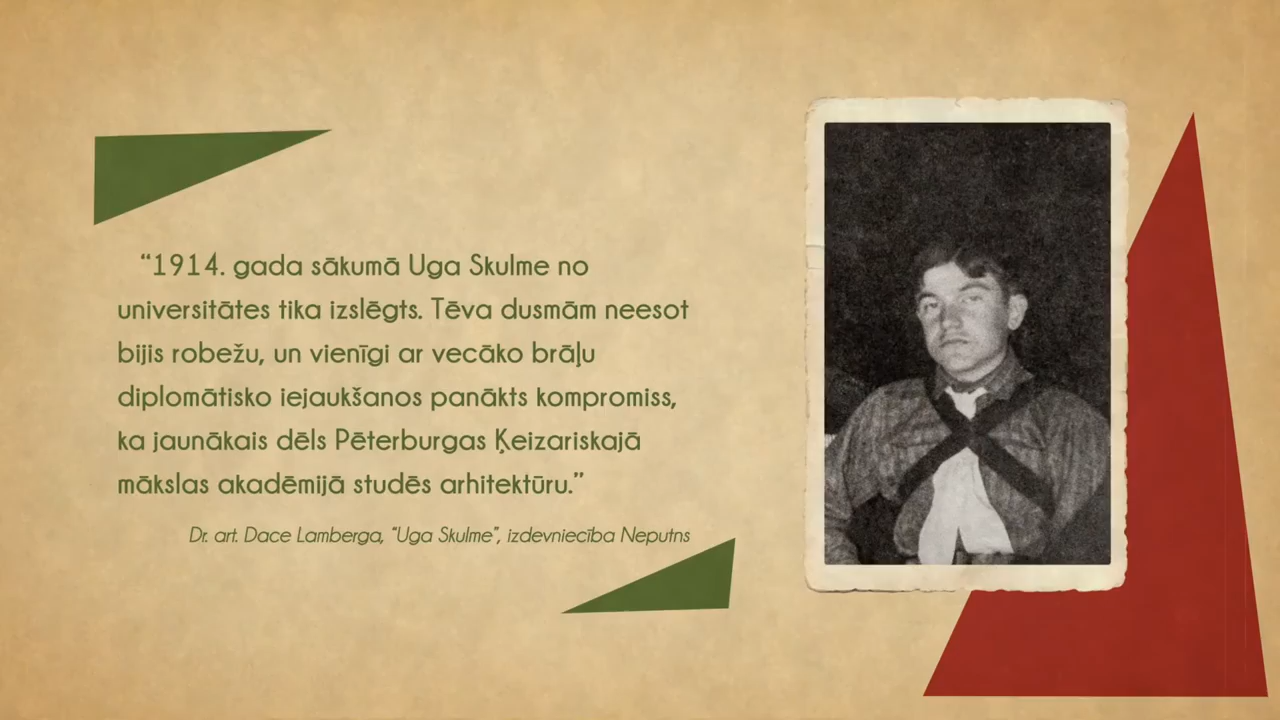 “1914. gada sākumā Uga Skulme no
universitātes tika izslēgts. Tēva dusmām neesot
bijis robežu, un vienīgi ar vecāko brāļu
diplomātisko iejaukšanos panākts kompromiss,
ka jaunākais dēls Pēterburgas Ķeizariskajā
mākslas akadēmijā studēs arhitektūru.”
Dr. art. Dace Lamberga, “Uga Skulme”, izdevniecība Neputns